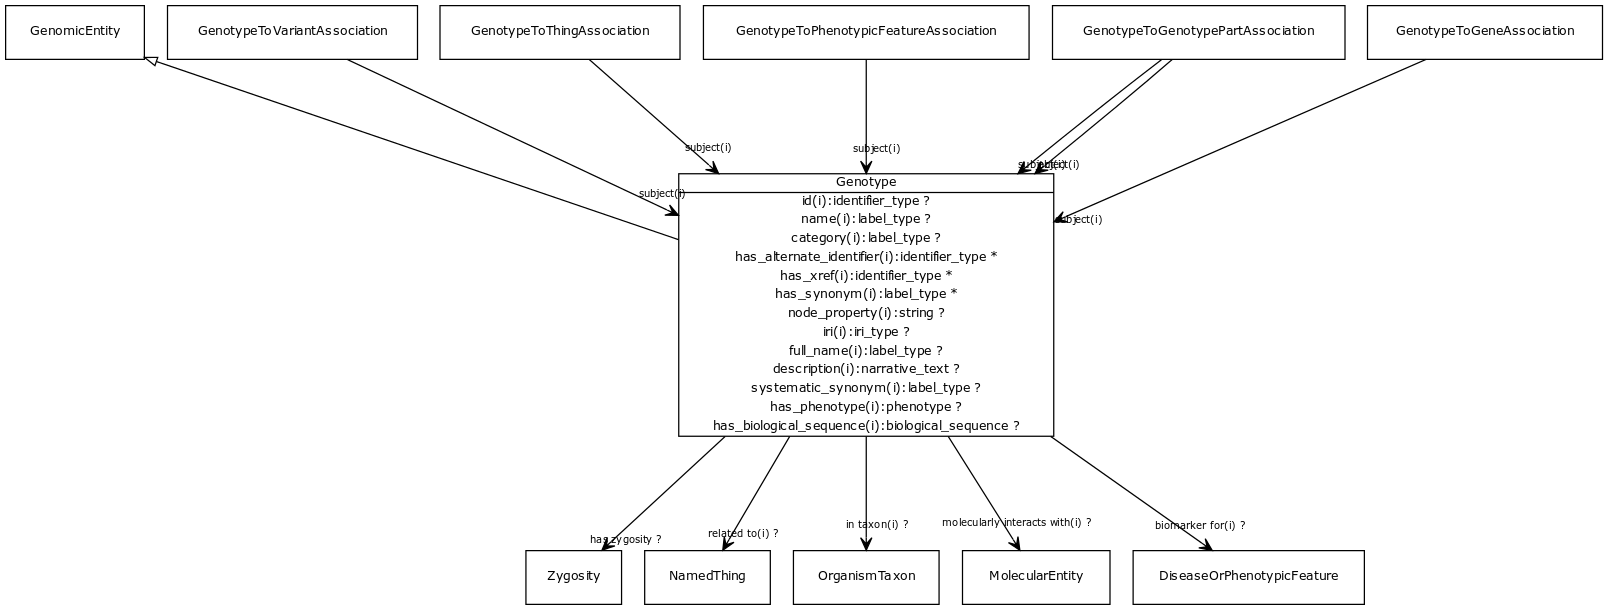 GenomicEntity
GenotypeToVariantAssociation
GenotypeToThingAssociation
GenotypeToPhenotypicFeatureAssociation
GenotypeToGenotypePartAssociation
GenotypeToGeneAssociation
subject(i)
subject(i)
subject(i)
subject(i)
subject(i)
subject(i)
Genotype
id(i):identifier_type ?
name(i):label_type ?
category(i):label_type ?
has_alternate_identifier(i):identifier_type *
has_xref(i):identifier_type *
has_synonym(i):label_type *
node_property(i):string ?
iri(i):iri_type ?
full_name(i):label_type ?
description(i):narrative_text ?
systematic_synonym(i):label_type ?
has_phenotype(i):phenotype ?
has_biological_sequence(i):biological_sequence ?
has zygosity ?
related to(i) ?
in taxon(i) ?
molecularly interacts with(i) ?
biomarker for(i) ?
Zygosity
NamedThing
OrganismTaxon
MolecularEntity
DiseaseOrPhenotypicFeature